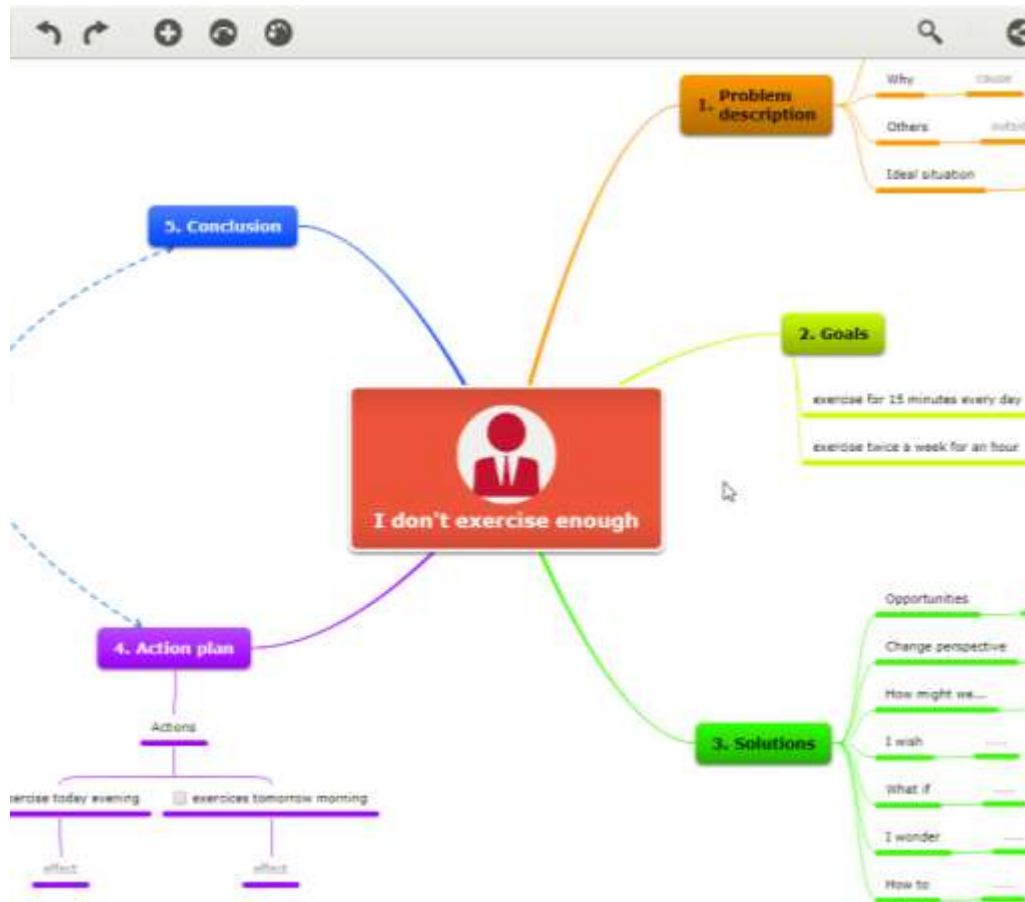 1. Problem
description
Why
cause
Others
Ideal situation
5. Conclusion
2. Goals
exercise for 15 minutes every day
exercise twice a week for an hour
I don't exercise enough
4. Action plan
Actions
today evening
exercices tomorrow morning
effect
effect
3. Solutions
Opportunities
Change perspective
How might we...
I wish
What if
I wonder
How to